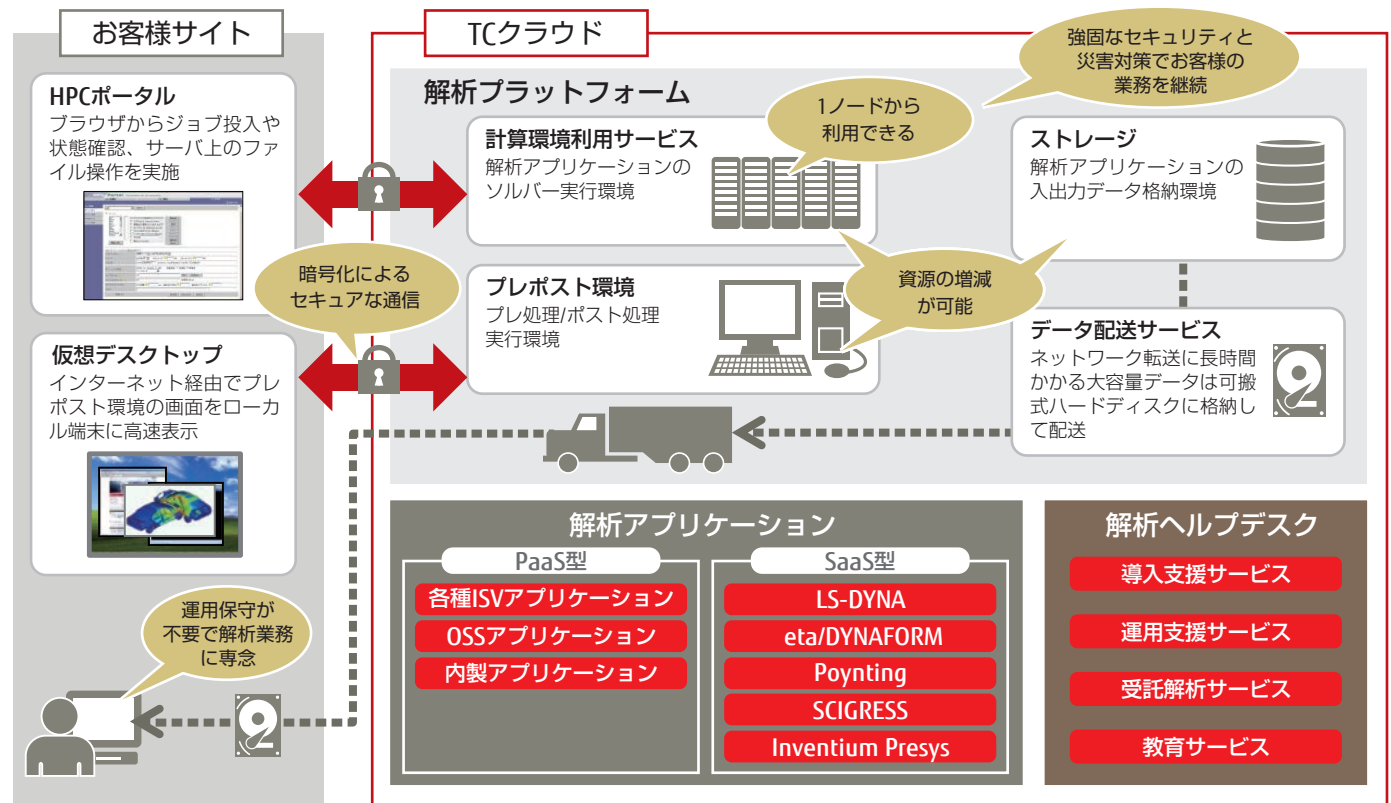 お客様サイト
HPCポータル
ブラウザからジョブ投入や
状態確認、サーバ上のファ
イル操作を実施
暗号化による
セキュアな通信
仮想デスクトップ
インターネット経由でプレ
ポスト環境の画面をローカ
ル端末に高速表示
運用保守が
不要で解析業務
に専念
TCクラウド
強固なセキュリティと
災害対策でお客様の
業務を継続
解析プラットフォーム
計算環境利用サービス
解析アプリケーションの
ソルバー実行環境
1ノードから
利用できる
ストレージ
解析アプリケーションの
入出力データ格納環境
プレポスト環境
プレ処理/ポスト処理
実行環境
資源の増減
が可能
データ配送サービス
ネットワーク転送に長時間
かかる大容量データは可搬
式ハードディスクに格納し
て配送
解析アプリケーション
PaaS型
各種ISVアプリケーション
OSSアプリケーション
内製アプリケーション
SaaS型
LS-DYNA
eta/DYNAFORM
Poynting
SCIGRESS
Inventium Presys
解析ヘルプデスク
導入支援サービス
運用支援サービス
受託解析サービス
教育サービス